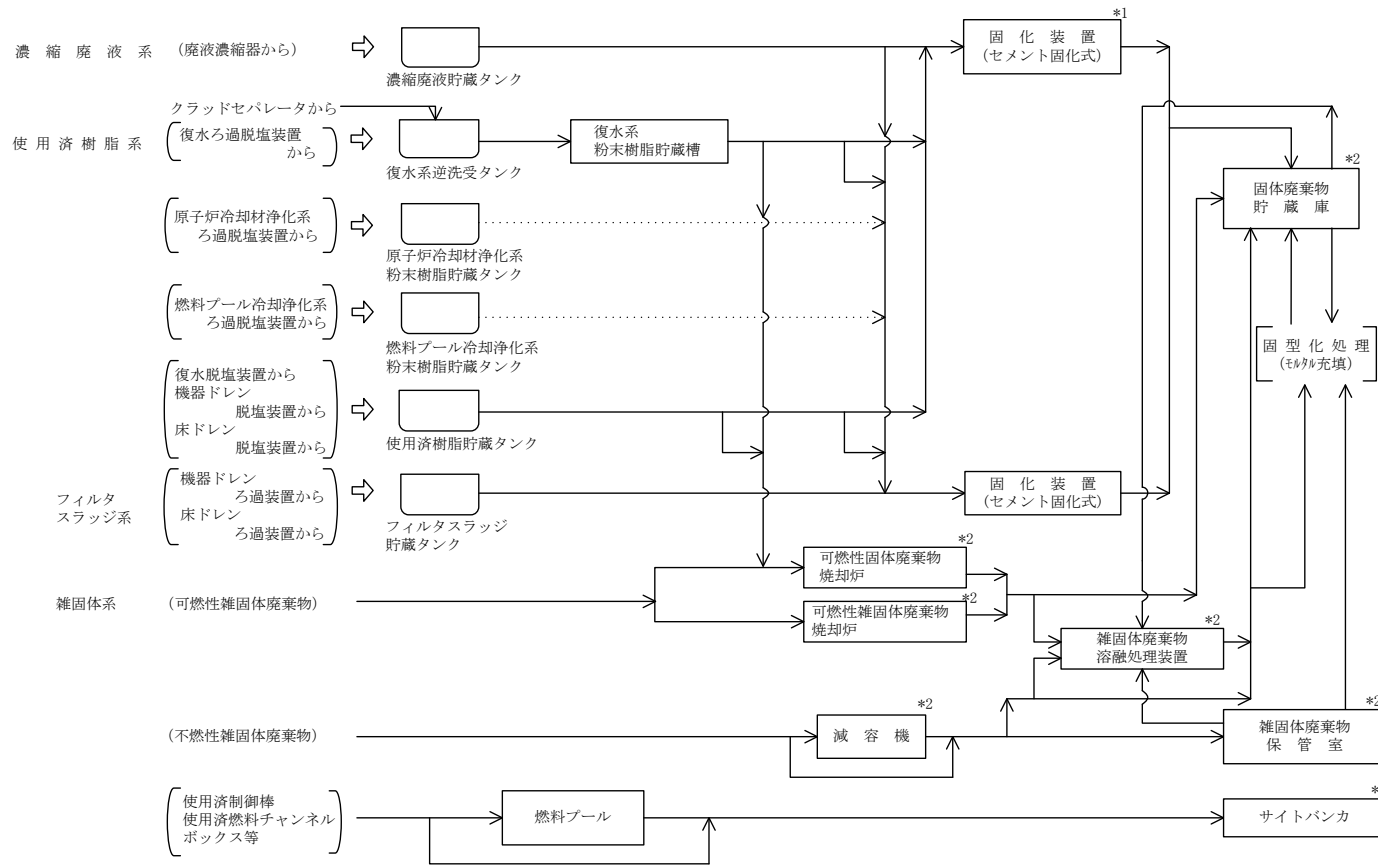 *1
濃縮廃液系 (廃液濃縮器から)
濃縮廃液貯蔵タンク
固化装置
(セメント固化式)
クラッドセパレータから
使用済樹脂系
復水ろ過脱塩装置
から
復水系逆洗受タンク
復水系
粉末樹脂貯蔵槽
*2
固体廃棄物
貯蔵庫
原子炉冷却材浄化系
ろ過脱塩装置から
原子炉冷却材浄化系
粉末樹脂貯蔵タンク
燃料プール冷却浄化系
ろ過脱塩装置から
燃料プール冷却浄化系
粉末樹脂貯蔵タンク
固型化処理
(モルタル充填)
復水脱塩装置から
機器ドレン
脱塩装置から
床ドレン
脱塩装置から
使用済樹脂貯蔵タンク
フィルタ
スラッジ系
機器ドレン
ろ過装置から
床ドレン
ろ過装置から
フィルタスラッジ
貯蔵タンク
固化装置
(セメント固化式)
*2
可燃性固体廃棄物
焼却炉
雑固体系 (可燃性雑固体廃棄物)
*2
可燃性雑固体廃棄物
焼却炉
*2
雑固体廃棄物
溶融処理装置
(不燃性雑固体廃棄物)
*2
減容機
*2
雑固体廃棄物
保管室
使用済制御棒
使用済燃料チャンネル
ボックス等
燃料プール
*
サイトバンカ